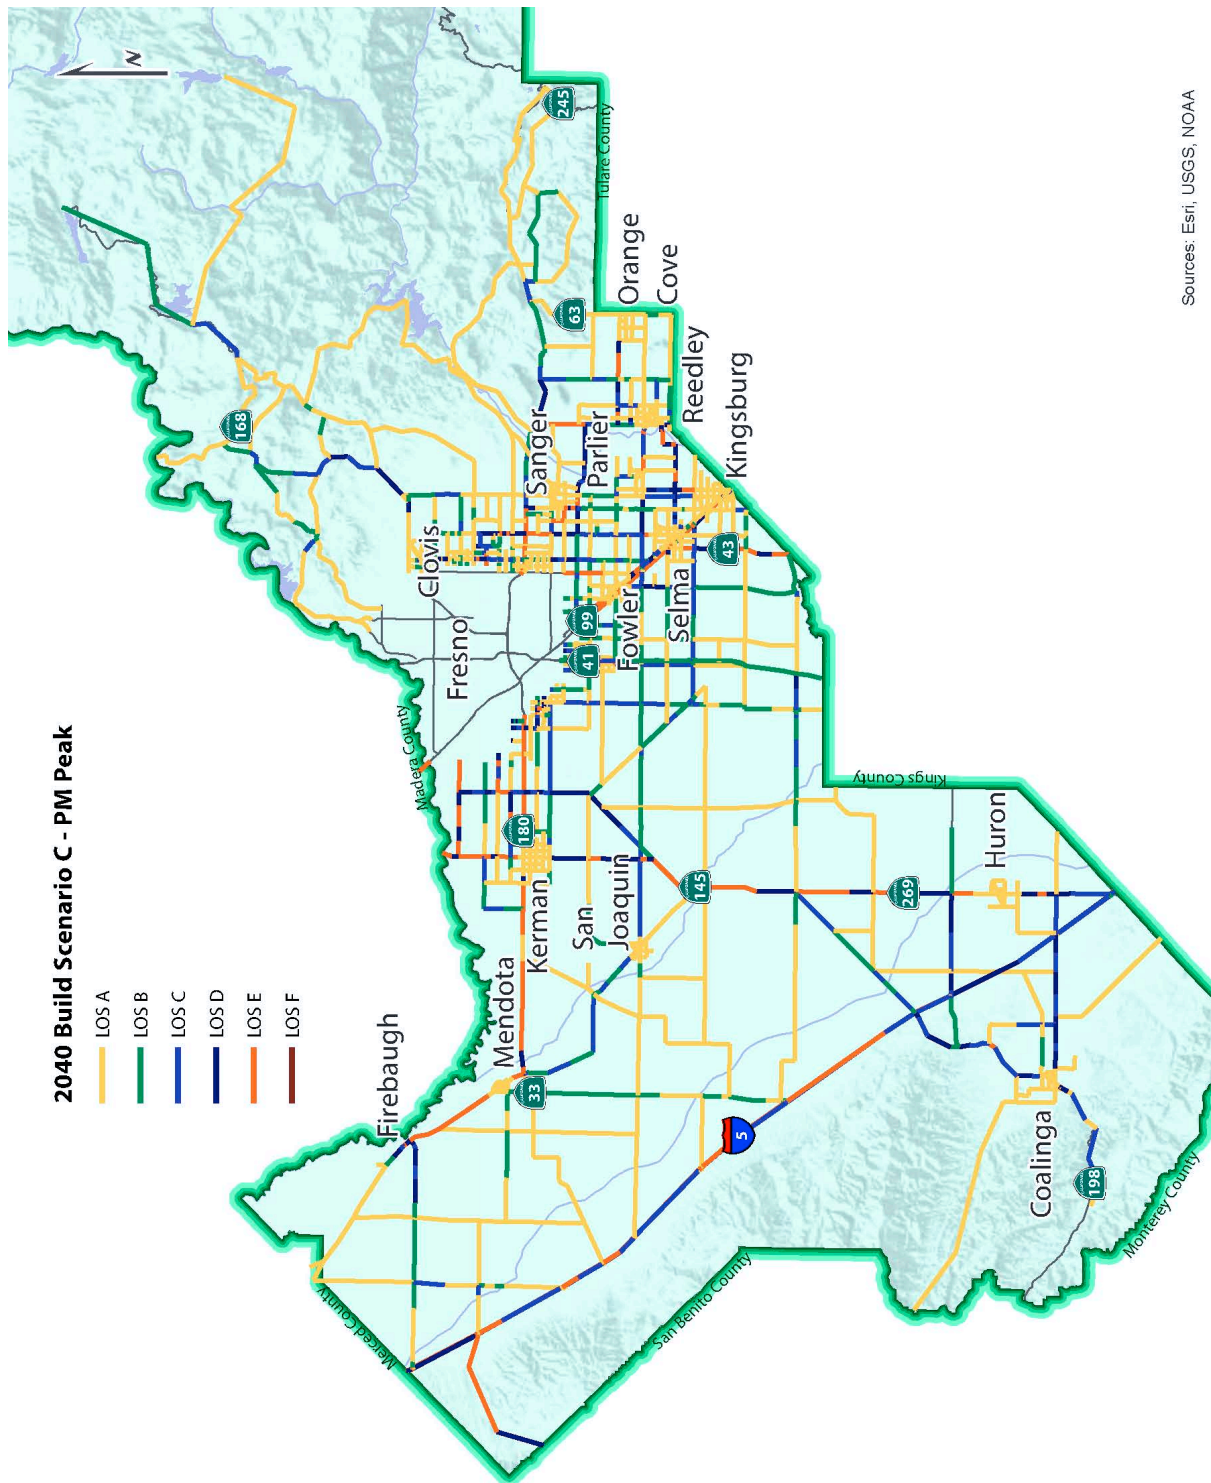 2040 Build Scenario C - PM Peak
LOS A
LOS B
LOS C
LOS D
LOS E
LOS F
N
Merced County
Madera County
Tulare County
Kings County
San Benito County
Monterey County
Firebaugh
Mendota
Kerman
San
Joaquin
Fresno
Clovis
Sanger
Parlier
Fowler
Selma
Orange
Cove
Reedley
Kingsburg
Huron
Coalinga
168
245
63
99
41
43
180
145
269
33
5
198
Sources: Esri, USGS, NOAA